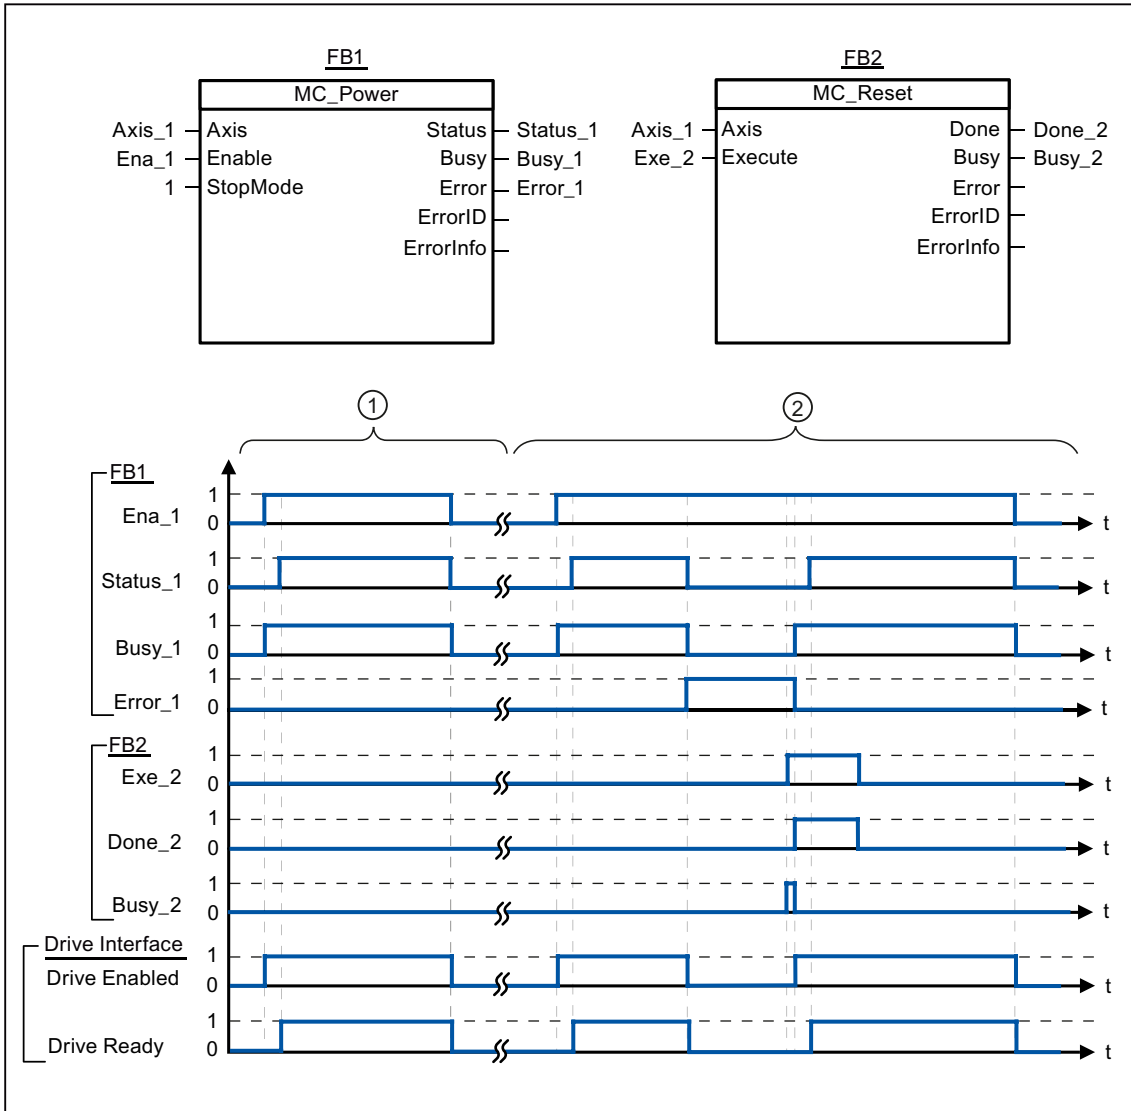 FB1
MC_Power
Axis_1 Axis Status Status_1
Ena_1 Enable Busy Busy_1
1 StopMode Error Error_1
ErrorID
ErrorInfo
FB2
MC_Reset
Axis_1 Axis Done Done_2
Exe_2 Execute Busy Busy_2
Error
ErrorID
ErrorInfo
1 2
FB1
1
Ena_1 0 t
1
Status_1 0 t
1
Busy_1 0 t
1
Error_1 0 t
FB2
1
Exe_2 0 t
1
Done_2 0 t
1
Busy_2 0 t
Drive Interface 1
Drive Enabled 0 t
1
Drive Ready 0 t